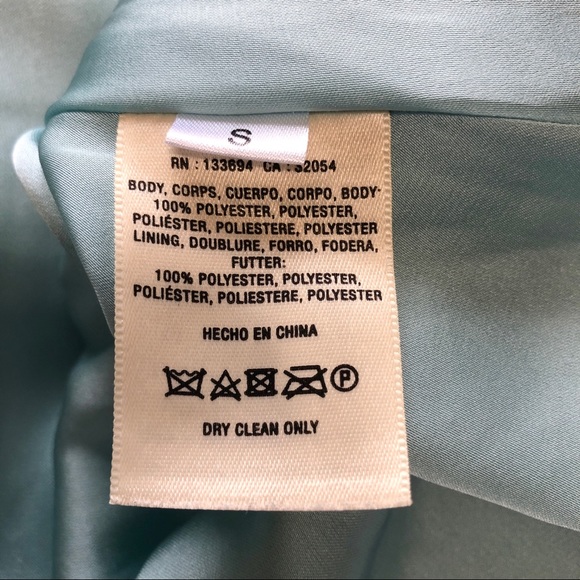 S
RN : 133694 CA : 32054
BODY, CORPS, CUERPO, CORPO, BODY·
100% POLYESTER, POLYESTER,
POLIÉSTER, POLIESTERE, POLYESTER
LINING, DOUBLURE, FORRO, FODERA,
FUTTER:
100% POLYESTER, POLYESTER,
POLIÉSTER, POLIESTERE, POLYESTER
HECHO EN CHINA
P
DRY CLEAN ONLY